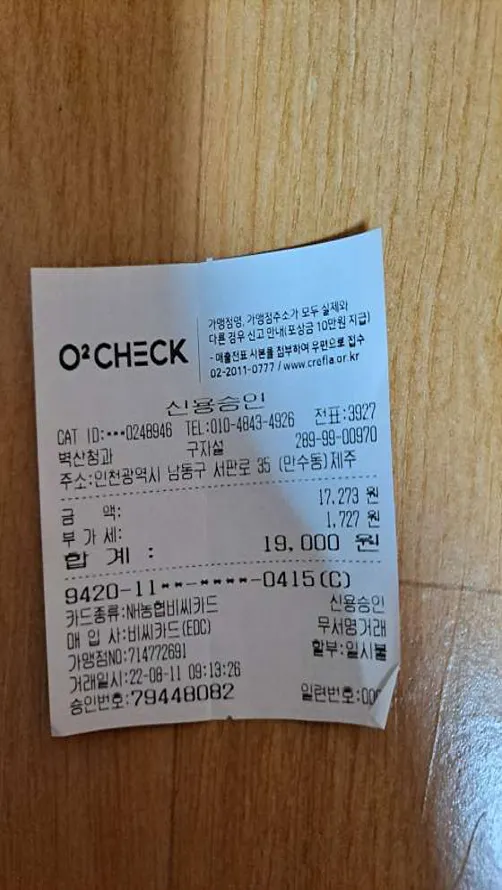 O²CHECK
가맹점명, 가맹점주소가 모두 실제와
다른 경우 신고 안내(포상금 10만원 지급)
- 매출전표 사본을 첨부하여 우편으로 접수
02-2011-0777 / www.crefia.or.kr
신용승인
CAT ID:***0248946 TEL:010-4843-4926 전표:3927
벽산청과 구지설 289-99-00970
주소:인천광역시 남동구 서판로 35 (만수동)제주
금 액: 17,273 원
부 가 세: 1,727 원
합 계 : 19,000 원
9420-11**-****-0415(C)
카드종류:NH농협비씨카드 신용승인
매 입 사:비씨카드(EDC) 무서명거래
가맹점NO:714772691 할부:일시불
거래일시:22-08-11 09:13:26
승인번호:79448082 일련번호:000